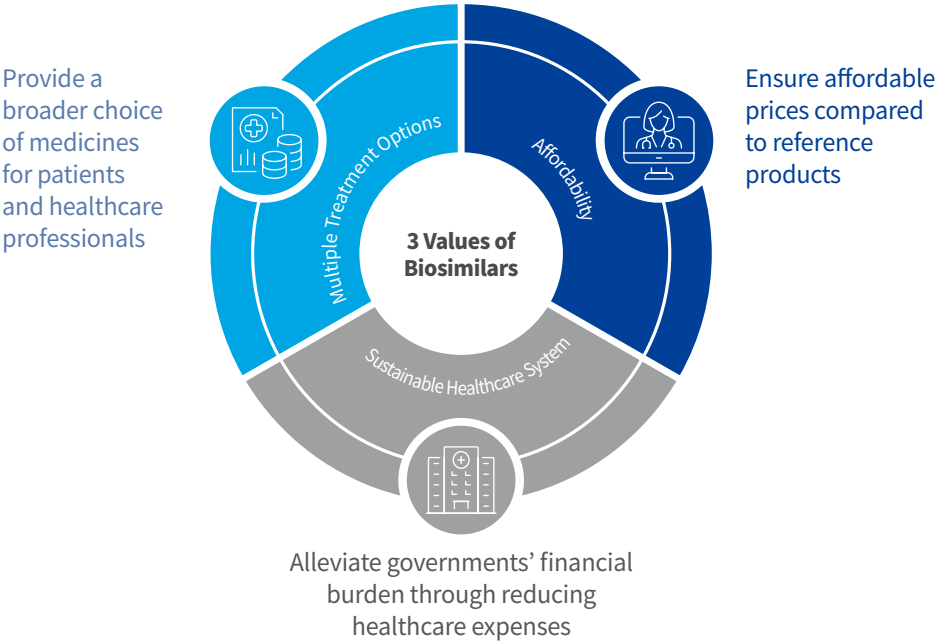 Provide a
broader choice
of medicines
for patients
and healthcare
professionals
Multiple Treatment Options
Affordability
Ensure affordable
prices compared
to reference
products
3 Values of
Biosimilars
Sustainable Healthcare System
Alleviate governments’ financial
burden through reducing
healthcare expenses